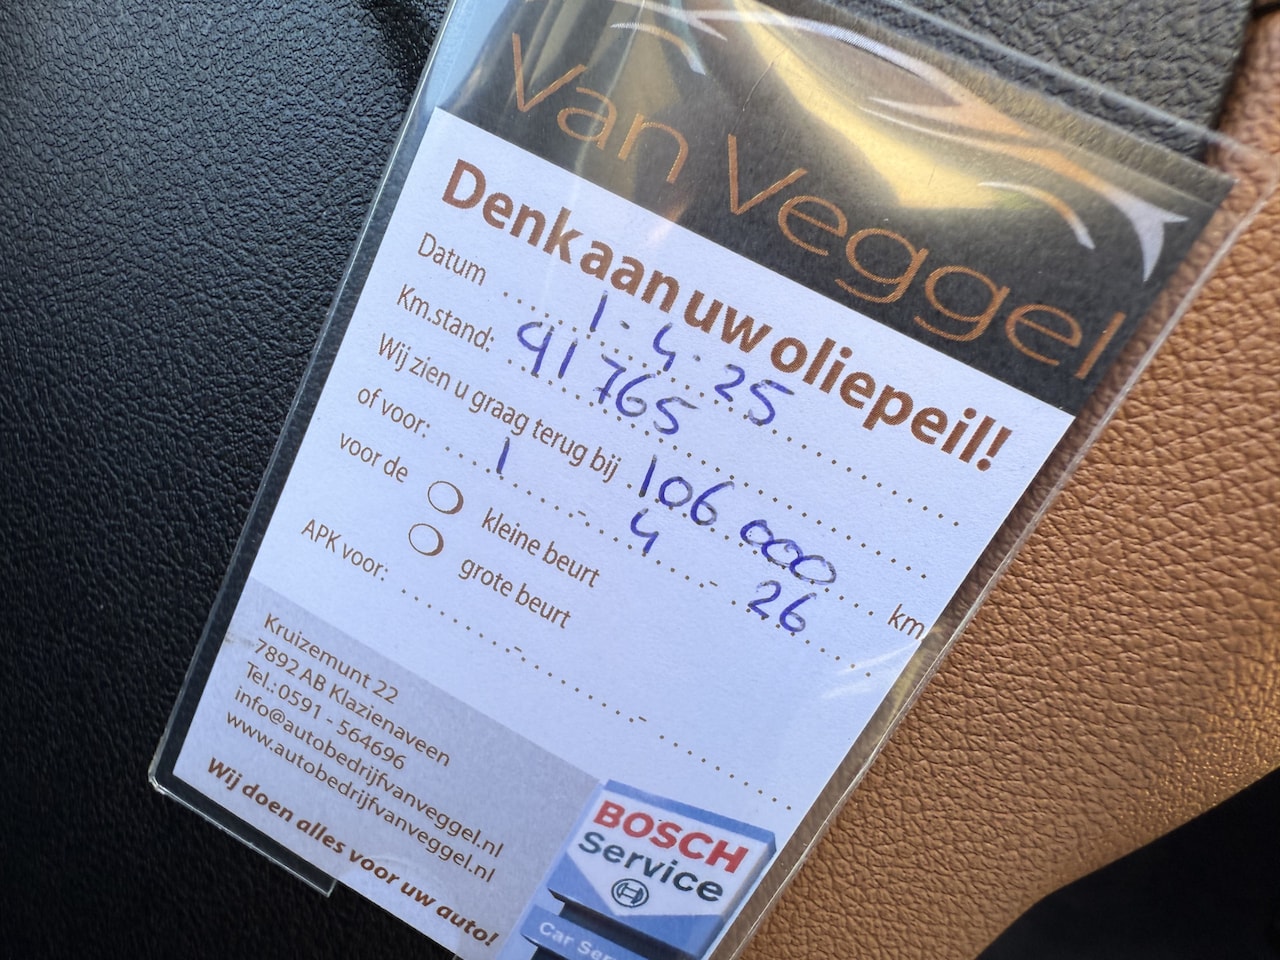 Van Veggel
Denk aan uw oliepeil!
Datum 1-4-25
Km.stand: 91765
Wij zien u graag terug bij 106.000 km
of voor: 1 - 4 - 26
voor de kleine beurt
grote beurt
APK voor: - -
Kruizemunt 22
7892 AB Klazienaveen
Tel.: 0591 - 564696
info@autobedrijfvanveggel.nl
www.autobedrijfvanveggel.nl
Wij doen alles voor uw auto!
BOSCH
Service
Car